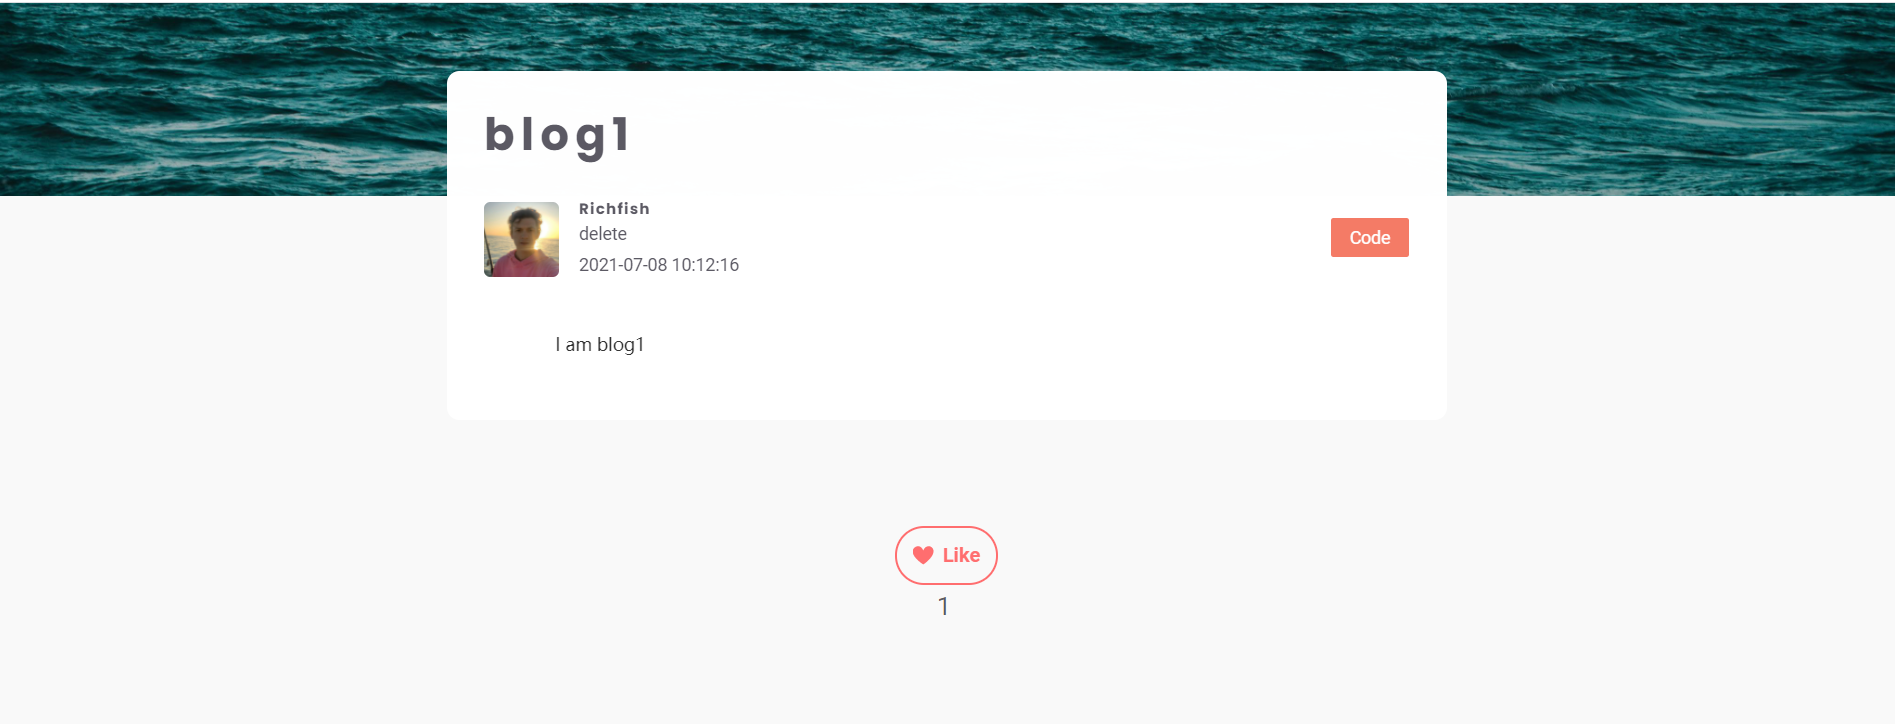 blog1
Richfish
delete
2021-07-08 10:12:16
Code
I am blog1
Like
1